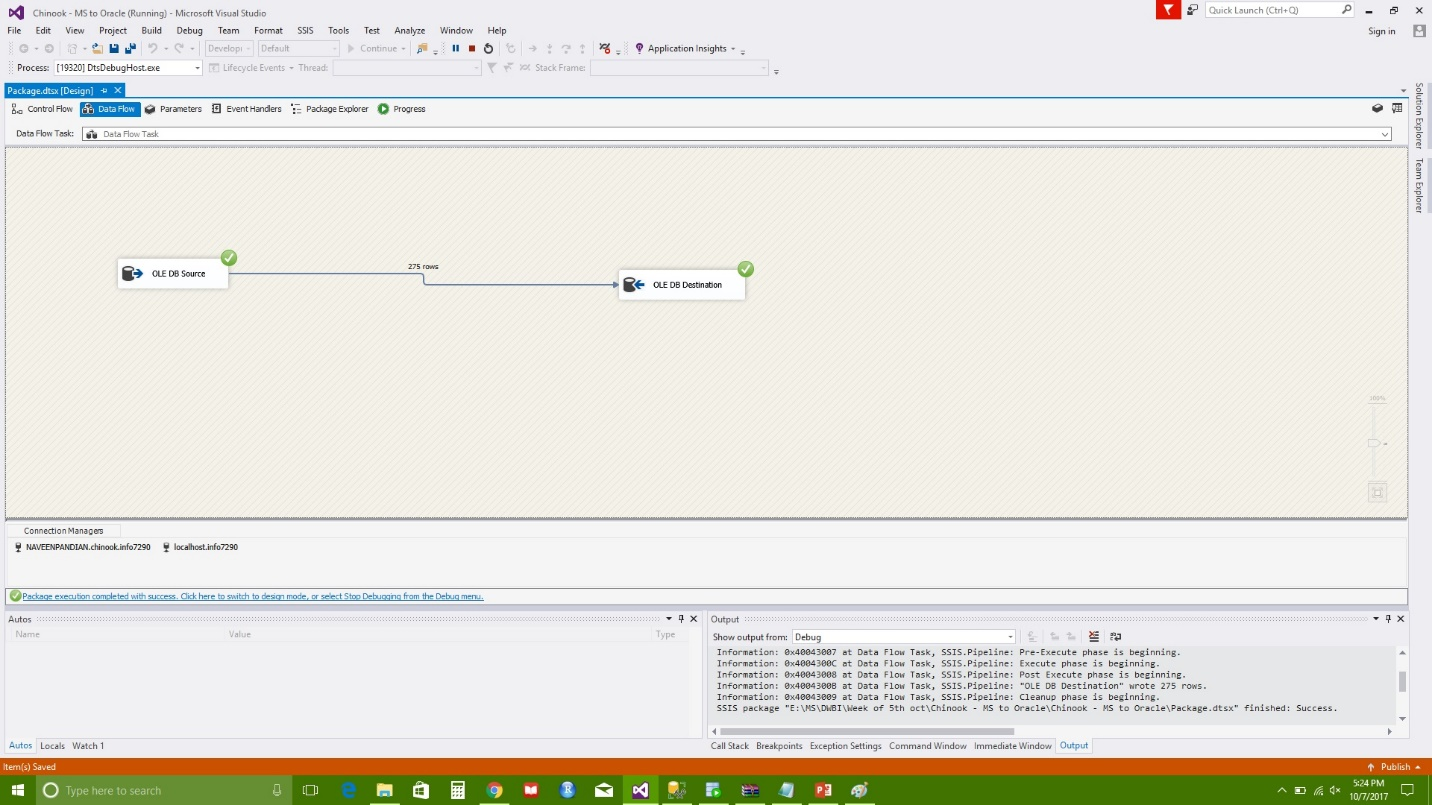 Chinook - MS to Oracle (Running) - Microsoft Visual Studio
Quick Launch (Ctrl+Q)
File Edit View Project Build Debug Team Format SSIS Tools Test Analyze Window Help
Sign in
Develop Default Continue Application Insights
Process: [19320] DtsDebugHost.exe Lifecycle Events Thread: Stack Frame:
Package.dtsx [Design]
Control Flow Data Flow Parameters Event Handlers Package Explorer Progress
Data Flow Task: Data Flow Task
Solution Explorer
Team Explorer
OLE DB Source
275 rows
OLE DB Destination
100%
Connection Managers
NAVEENPANDIAN.chinook.info7290 localhost.info7290
Package execution completed with success. Click here to switch to design mode, or select Stop Debugging from the Debug menu.
Autos
Name Value Type
Autos Locals Watch 1
Output
Show output from: Debug
Information: 0x40043007 at Data Flow Task, SSIS.Pipeline: Pre-Execute phase is beginning.
Information: 0x4004300C at Data Flow Task, SSIS.Pipeline: Execute phase is beginning.
Information: 0x40043008 at Data Flow Task, SSIS.Pipeline: Post Execute phase is beginning.
Information: 0x4004300B at Data Flow Task, SSIS.Pipeline: "OLE DB Destination" wrote 275 rows.
Information: 0x40043009 at Data Flow Task, SSIS.Pipeline: Cleanup phase is beginning.
SSIS package "E:\MS\DWBI\Week of 5th oct\Chinook - MS to Oracle\Chinook - MS to Oracle\Package.dtsx" finished: Success.
Call Stack Breakpoints Exception Settings Command Window Immediate Window Output
Item(s) Saved
Publish
Type here to search
5:24 PM
10/7/2017